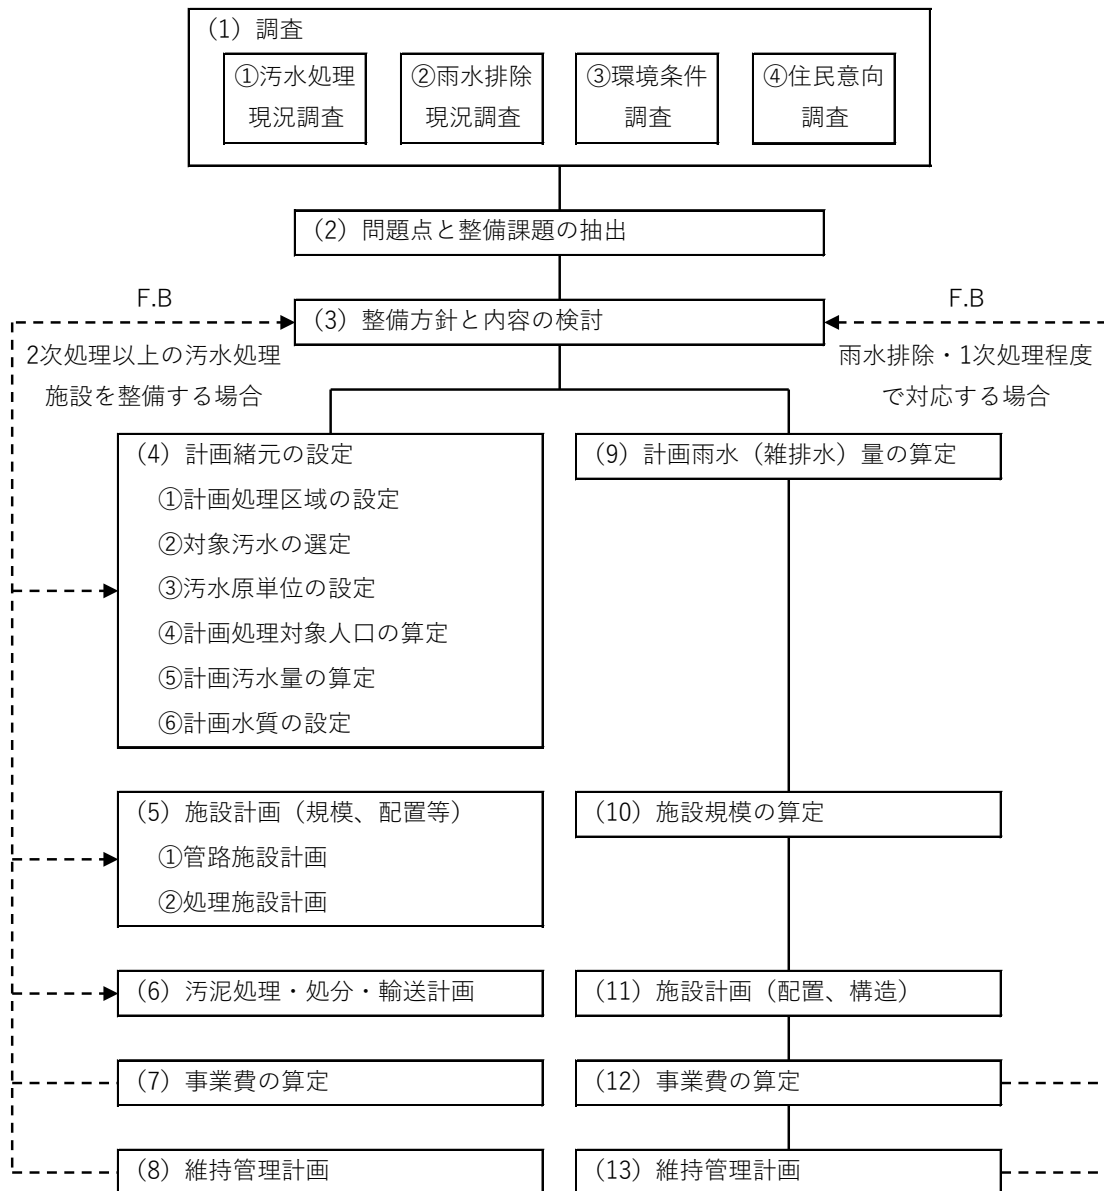 (1) 調査
①汚水処理
現況調査
②雨水排除
現況調査
③環境条件
調査
④住民意向
調査
(2) 問題点と整備課題の抽出
F.B
F.B
(3) 整備方針と内容の検討
2次処理以上の汚水処理
施設を整備する場合
雨水排除・1次処理程度
で対応する場合
(4) 計画緒元の設定
①計画処理区域の設定
②対象汚水の選定
③汚水原単位の設定
④計画処理対象人口の算定
⑤計画汚水量の算定
⑥計画水質の設定
(9) 計画雨水（雑排水）量の算定
(5) 施設計画（規模、配置等）
①管路施設計画
②処理施設計画
(10) 施設規模の算定
(6) 汚泥処理・処分・輸送計画
(11) 施設計画（配置、構造）
(7) 事業費の算定
(12) 事業費の算定
(8) 維持管理計画
(13) 維持管理計画